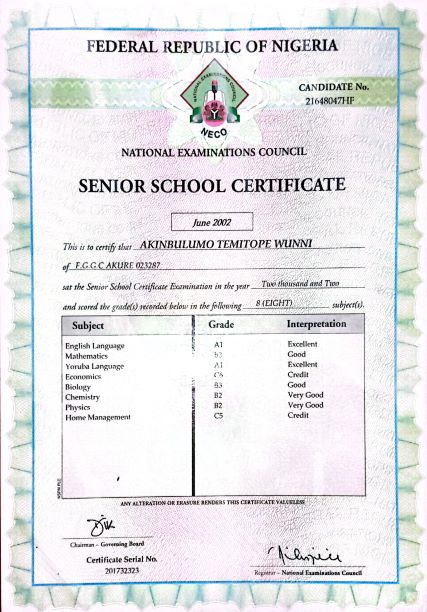 FEDERAL REPUBLIC OF NIGERIA
NATIONAL EXAMINATIONS COUNCIL
NECO
CANDIDATE No.
21648047HF
NATIONAL EXAMINATIONS COUNCIL
SENIOR SCHOOL CERTIFICATE
June 2002
This is to certify that AKINBULUMO TEMITOPE WUNNI
of F.G.G.C AKURE 023287
sat the Senior School Certificate Examination in the year Two thousand and Two
and scored the grade(s) recorded below in the following 8 (EIGHT) subject(s).
Subject Grade Interpretation
English Language A1 Excellent
Mathematics B3 Good
Yoruba Language A1 Excellent
Economics C6 Credit
Biology B3 Good
Chemistry B2 Very Good
Physics B2 Very Good
Home Management C5 Credit
ANY ALTERATION OR ERASURE RENDERS THIS CERTIFICATE VALUELESS
Chairman – Governing Board
Certificate Serial No.
201732323
Registrar – National Examinations Council